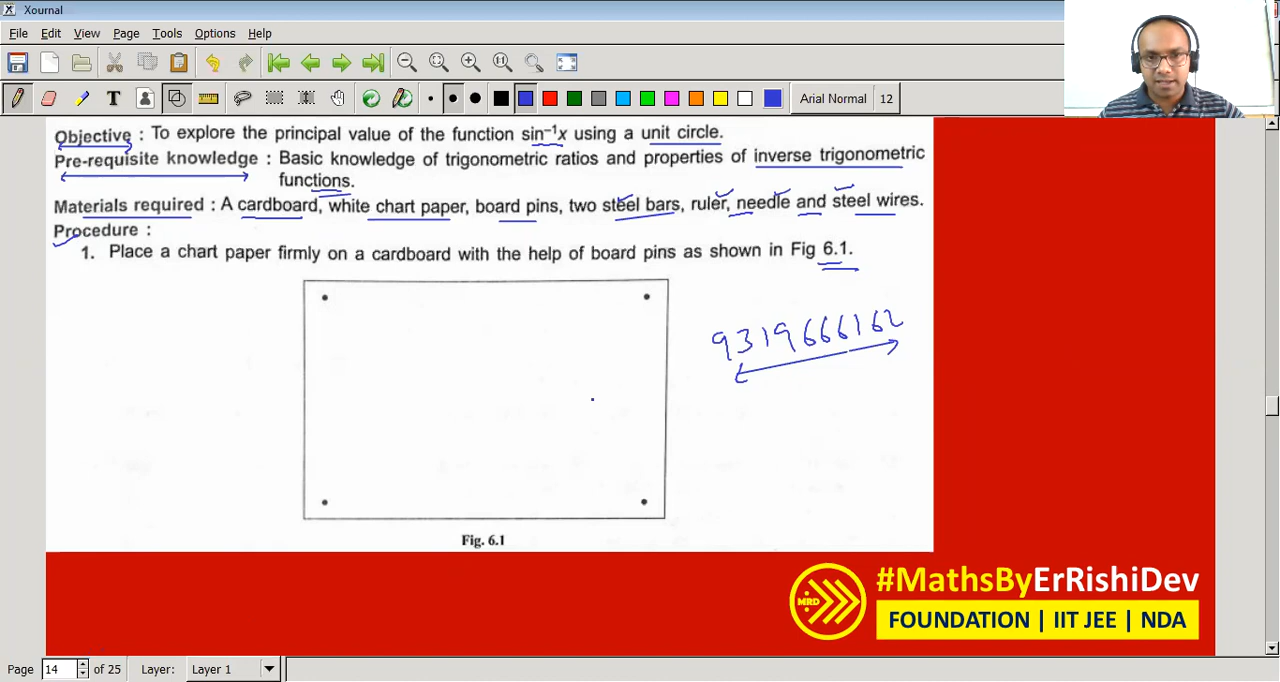 Xournal
File Edit View Page Tools Options Help
T
Arial Normal 12
Objective : To explore the principal value of the function sin⁻¹x using a unit circle.
Pre-requisite knowledge : Basic knowledge of trigonometric ratios and properties of inverse trigonometric
functions.
Materials required : A cardboard, white chart paper, board pins, two steel bars, ruler, needle and steel wires.
Procedure :
1. Place a chart paper firmly on a cardboard with the help of board pins as shown in Fig 6.1.
9319666162
Fig. 6.1
MRD
#MathsByErRishiDev
FOUNDATION | IIT JEE | NDA
Page 14 of 25 Layer: Layer 1